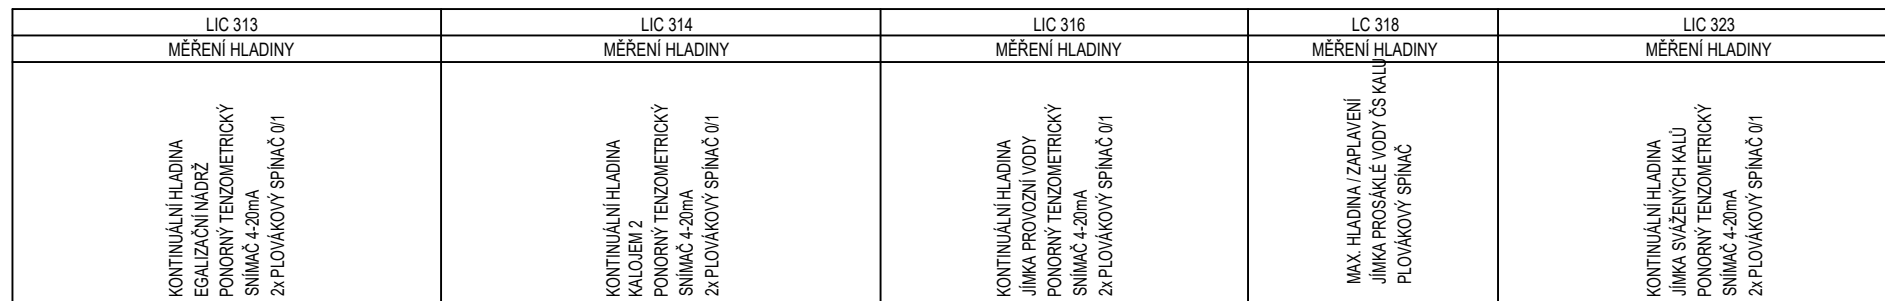 LIC 313
LIC 314
LIC 316
LC 318
LIC 323
MĚŘENÍ HLADINY
MĚŘENÍ HLADINY
MĚŘENÍ HLADINY
MĚŘENÍ HLADINY
MĚŘENÍ HLADINY
KONTINUÁLNÍ HLADINA
EGALIZAČNÍ NÁDRŽ
PONORNÝ TENZOMETRICKÝ
SNÍMAČ 4-20mA
2x PLOVÁKOVÝ SPÍNAČ 0/1
KONTINUÁLNÍ HLADINA
KALOJEM 2
PONORNÝ TENZOMETRICKÝ
SNÍMAČ 4-20mA
2x PLOVÁKOVÝ SPÍNAČ 0/1
KONTINUÁLNÍ HLADINA
JÍMKA PROVOZNÍ VODY
PONORNÝ TENZOMETRICKÝ
SNÍMAČ 4-20mA
2x PLOVÁKOVÝ SPÍNAČ 0/1
MAX. HLADINA / ZAPLAVENÍ
JÍMKA PROSÁKLÉ VODY ČS KALU
PLOVÁKOVÝ SPÍNAČ
KONTINUÁLNÍ HLADINA
JÍMKA SVÁŽENÝCH KALŮ
PONORNÝ TENZOMETRICKÝ
SNÍMAČ 4-20mA
2x PLOVÁKOVÝ SPÍNAČ 0/1